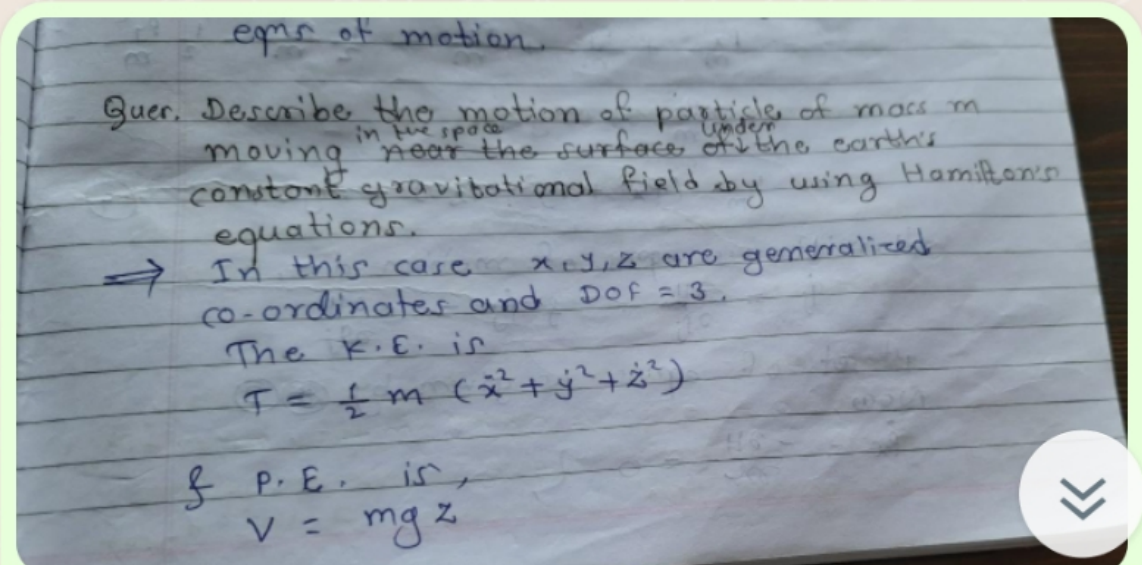 eqns of motion.
Ques. Describe the motion of particle of mass m
in the space under
moving near the surface of the earth's
constant gravitational field by using Hamilton's
equations.
⇒ In this case x, y, z are generalized
co-ordinates and DOF = 3.
The K.E. is
T = 1/2 m (ẋ² + ẏ² + ż²)
& P.E. is,
V = mgz